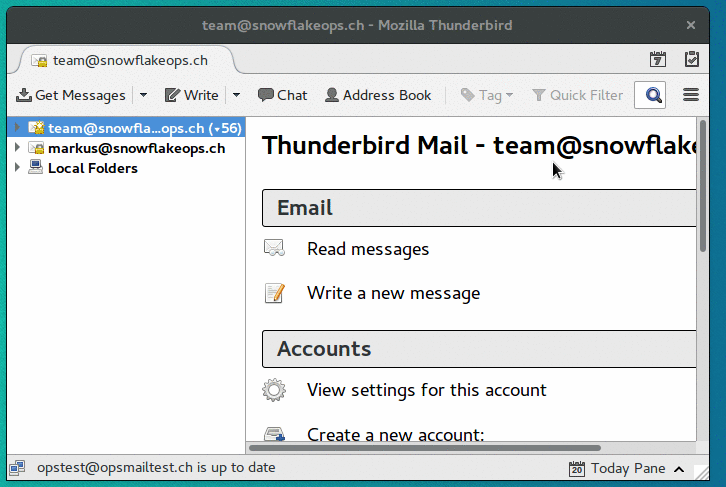 team@snowflakeops.ch - Mozilla Thunderbird
team@snowflakeops.ch
7
Get Messages Write Chat Address Book Tag Quick Filter
team@snowfla...ops.ch (▾56)
markus@snowflakeops.ch
Local Folders
Thunderbird Mail - team@snowflake
Email
Read messages
Write a new message
Accounts
View settings for this account
Create a new account:
opstest@opsmailtest.ch is up to date
20 Today Pane